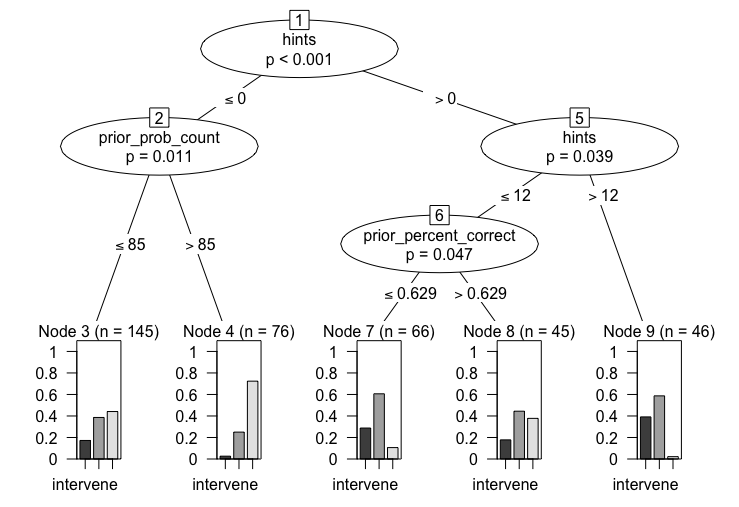 1
hints
p < 0.001
≤ 0
> 0
2
prior_prob_count
p = 0.011
5
hints
p = 0.039
≤ 12
> 12
6
prior_percent_correct
p = 0.047
≤ 85
> 85
≤ 0.629
> 0.629
Node 3 (n = 145)
1
0.8
0.6
0.4
0.2
0
intervene
Node 4 (n = 76)
1
0.8
0.6
0.4
0.2
0
intervene
Node 7 (n = 66)
1
0.8
0.6
0.4
0.2
0
intervene
Node 8 (n = 45)
1
0.8
0.6
0.4
0.2
0
intervene
Node 9 (n = 46)
1
0.8
0.6
0.4
0.2
0
intervene